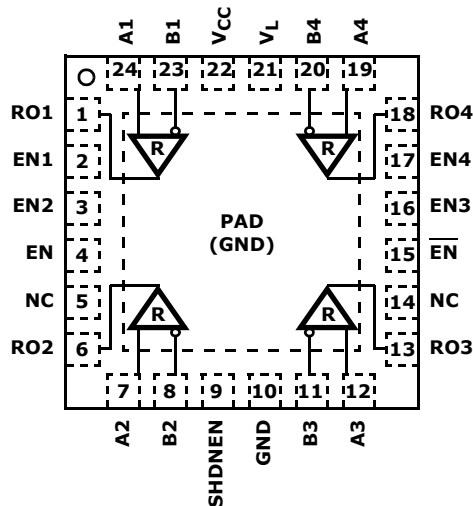 A1 B1 VCC VL B4 A4
24 23 22 21 20 19
RO1 1 18 RO4
R R
EN1 2 17 EN4
EN2 3 16 EN3
PAD
(GND)
EN 4 15 E̅N̅
NC 5 14 NC
R R
RO2 6 13 RO3
7 8 9 10 11 12
A2 B2 SHDNEN GND B3 A3